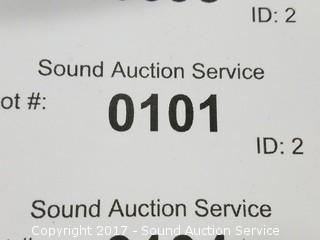 ID: 2
Sound Auction Service
ot #: 0101
ID: 2
Sound Auction Service
Copyright 2017 - Sound Auction Service